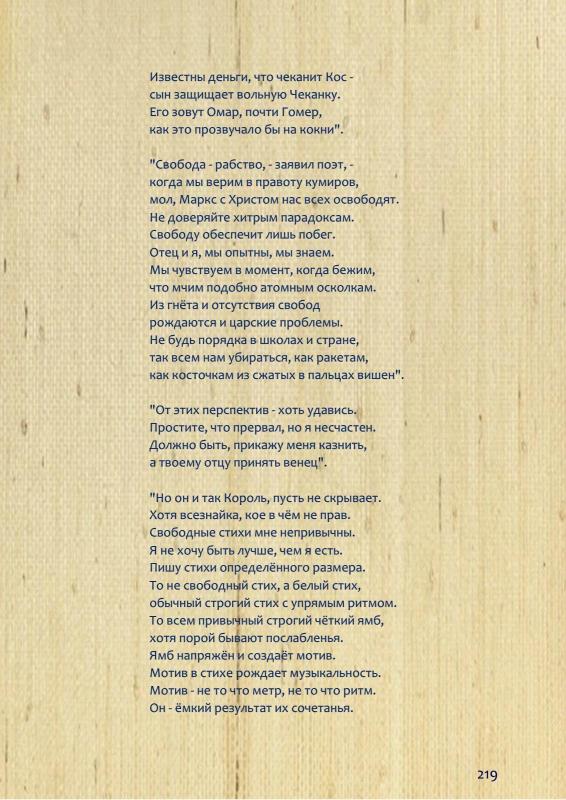 Известны деньги, что чеканит Кос -
сын защищает вольную Чеканку.
Его зовут Омар, почти Гомер,
как это прозвучало бы на кокни".
"Свобода - рабство, - заявил поэт, -
когда мы верим в правоту кумиров,
мол, Маркс с Христом нас всех освободят.
Не доверяйте хитрым парадоксам.
Свободу обеспечит лишь побег.
Отец и я, мы опытны, мы знаем.
Мы чувствуем в момент, когда бежим,
что мчим подобно атомным осколкам.
Из гнёта и отсутствия свобод
рождаются и царские проблемы.
Не будь порядка в школах и стране,
так всем нам убираться, как ракетам,
как косточкам из сжатых в пальцах вишен".
"От этих перспектив - хоть удавись.
Простите, что прервал, но я несчастен.
Должно быть, прикажу меня казнить,
а твоему отцу принять венец".
"Но он и так Король, пусть не скрывает.
Хотя всезнайка, кое в чём не прав.
Свободные стихи мне непривычны.
Я не хочу быть лучше, чем я есть.
Пишу стихи определённого размера.
То не свободный стих, а белый стих,
обычный строгий стих с упрямым ритмом.
То всем привычный строгий чёткий ямб,
хотя порой бывают послабленья.
Ямб напряжён и создаёт мотив.
Мотив в стихе рождает музыкальность.
Мотив - не то что метр, не то что ритм.
Он - ёмкий результат их сочетанья.
219